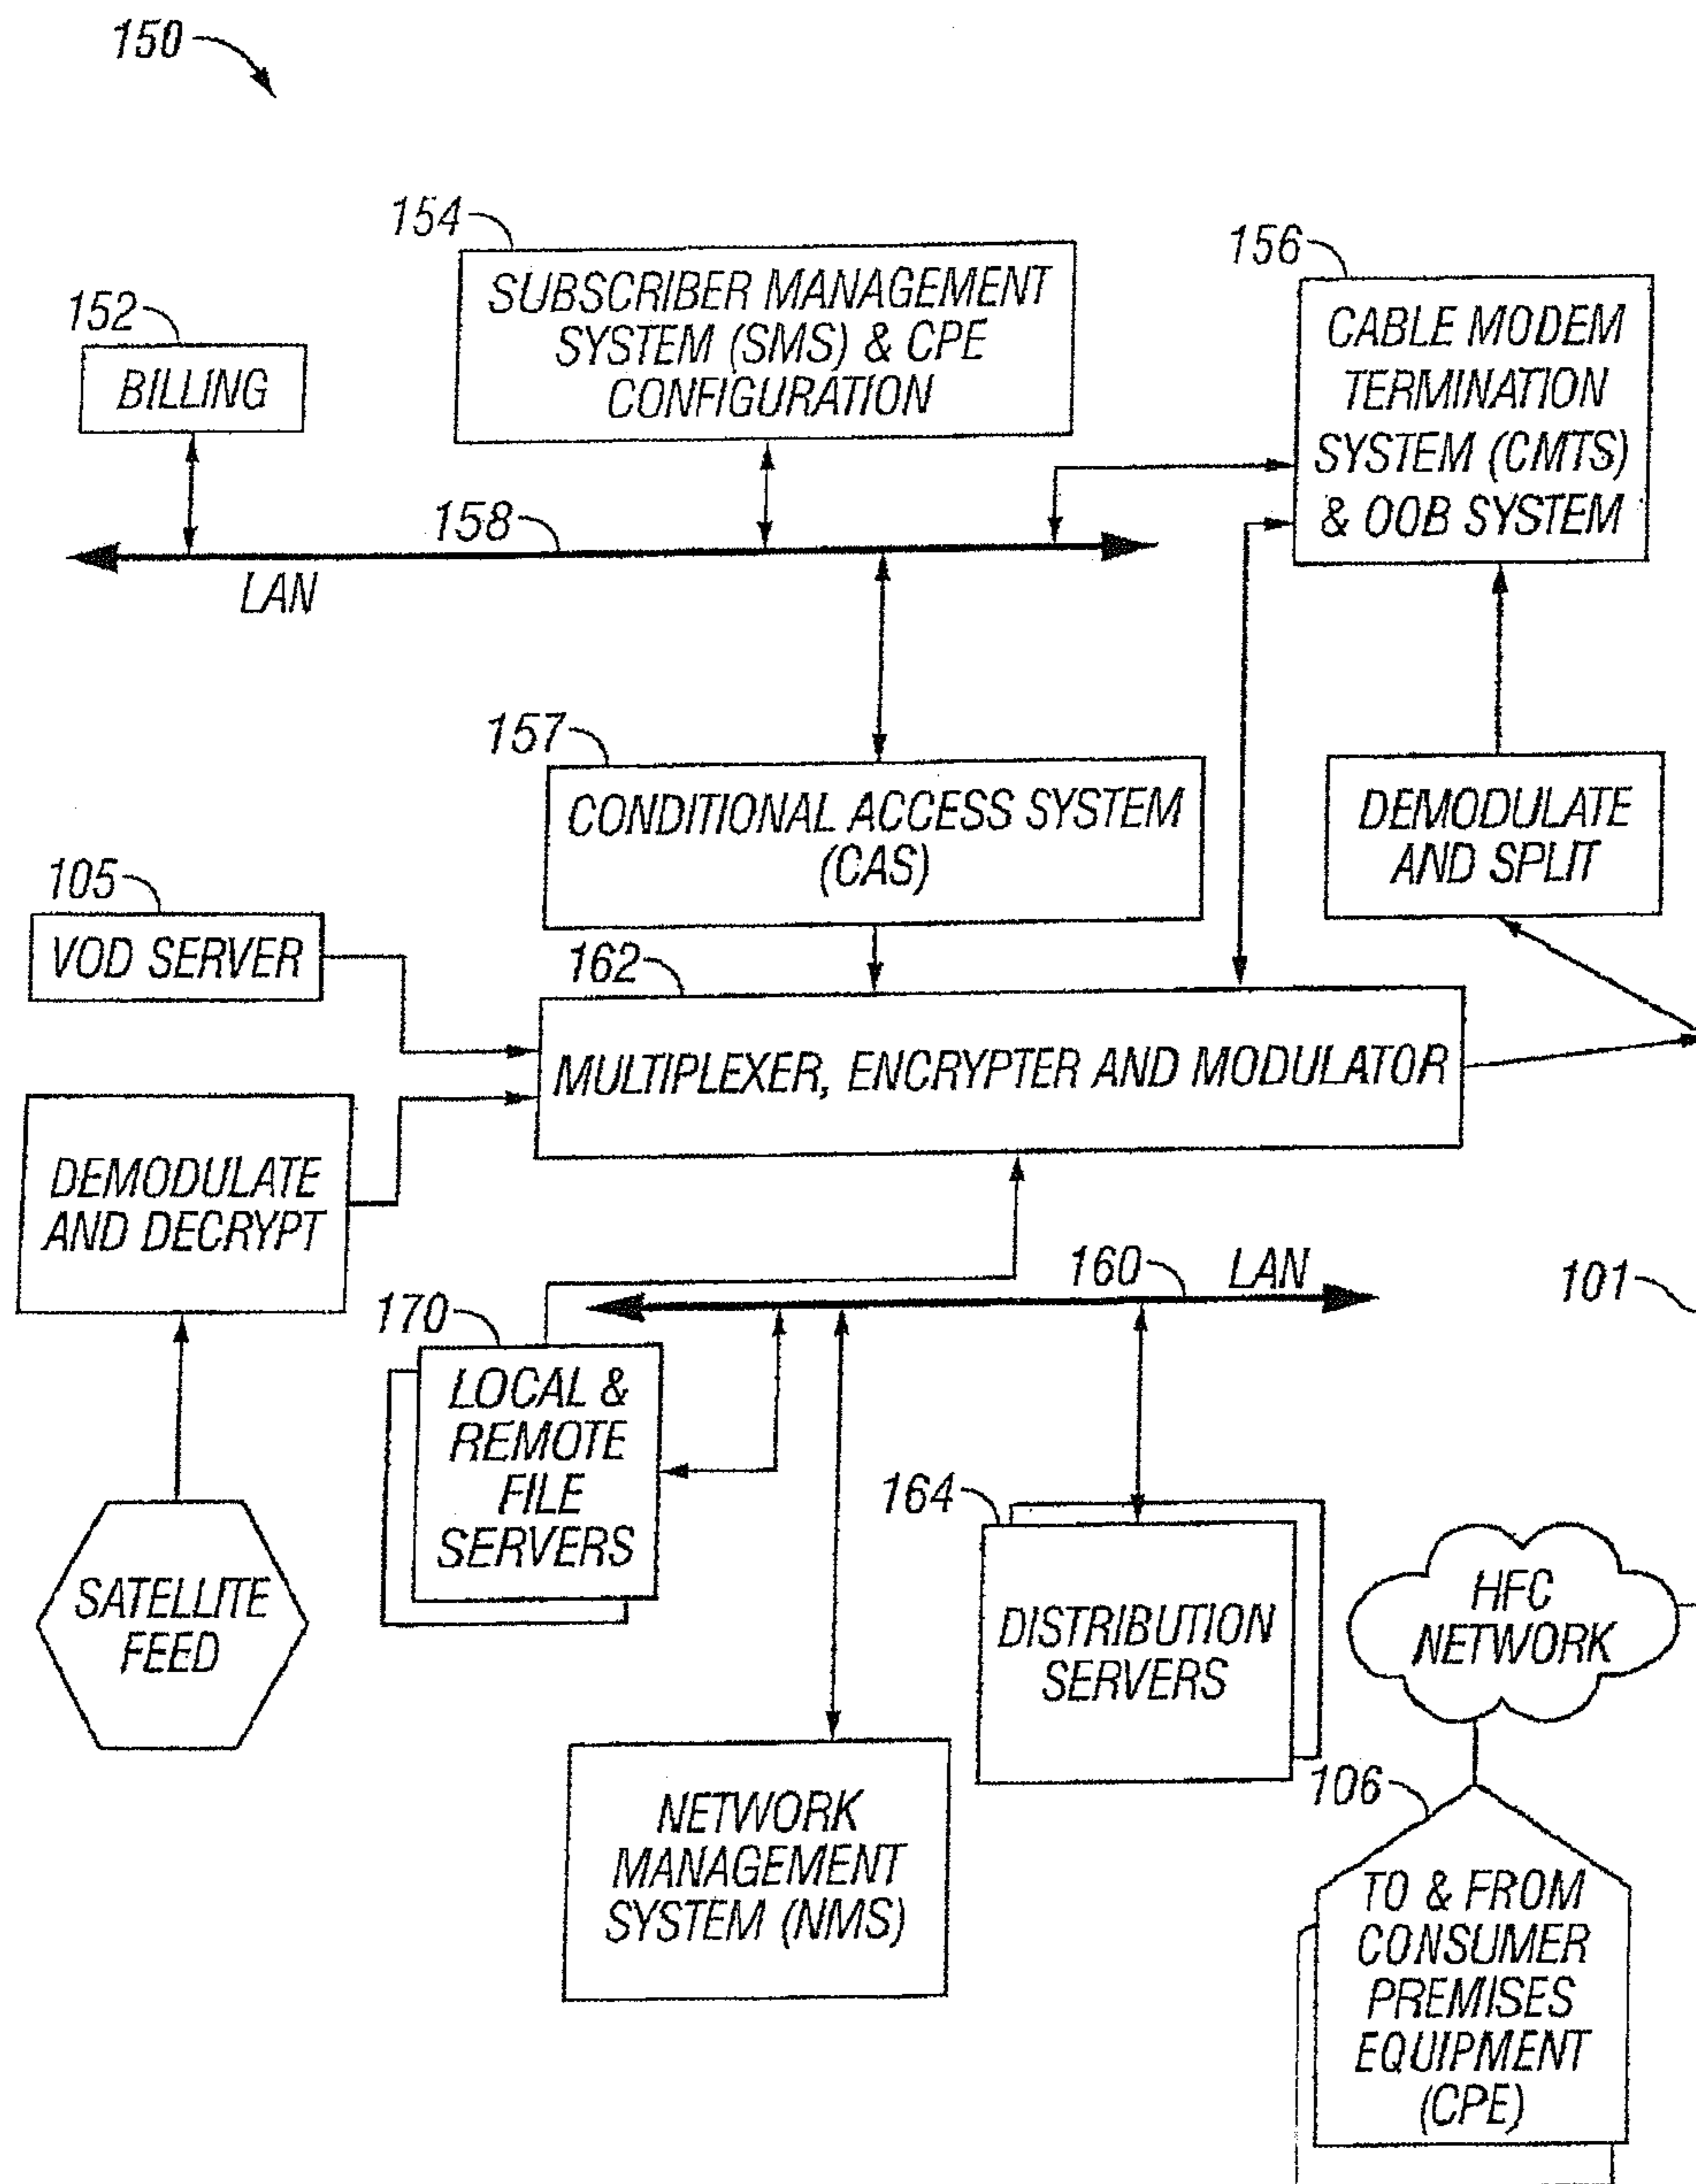 150
154
SUBSCRIBER MANAGEMENT
SYSTEM (SMS) & CPE
CONFIGURATION
156
CABLE MODEM
TERMINATION
SYSTEM (CMTS)
& OOB SYSTEM
152
BILLING
158
LAN
157
CONDITIONAL ACCESS SYSTEM
(CAS)
DEMODULATE
AND SPLIT
105
VOD SERVER
162
MULTIPLEXER, ENCRYPTER AND MODULATOR
DEMODULATE
AND DECRYPT
160
LAN
101
170
LOCAL &
REMOTE
FILE
SERVERS
164
DISTRIBUTION
SERVERS
SATELLITE
FEED
HFC
NETWORK
NETWORK
MANAGEMENT
SYSTEM (NMS)
106
TO & FROM
CONSUMER
PREMISES
EQUIPMENT
(CPE)